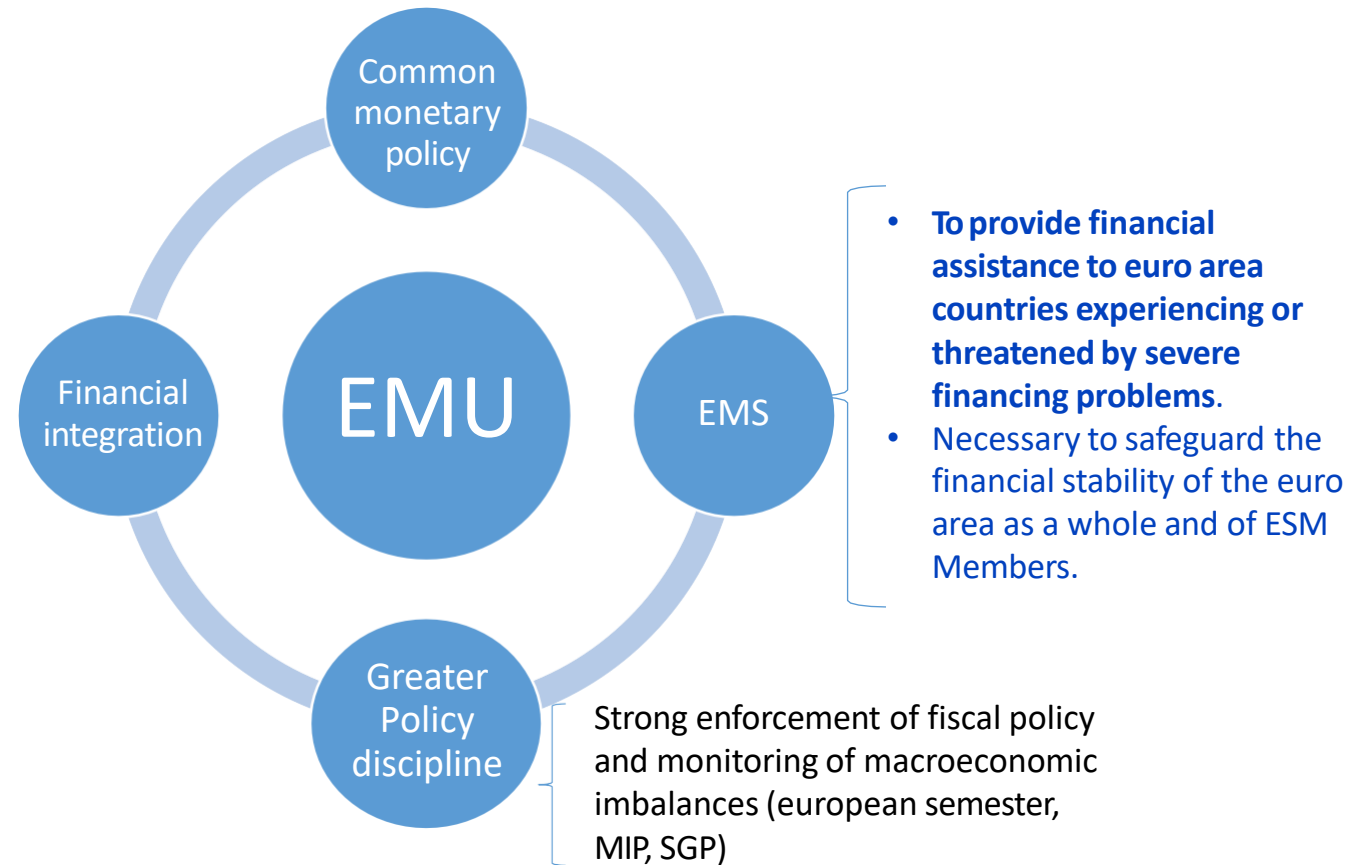 Common
monetary
policy
Financial
integration
EMU
EMS
• To provide financial
assistance to euro area
countries experiencing or
threatened by severe
financing problems.
• Necessary to safeguard the
financial stability of the euro
area as a whole and of ESM
Members.
Greater
Policy
discipline
Strong enforcement of fiscal policy
and monitoring of macroeconomic
imbalances (european semester,
MIP, SGP)